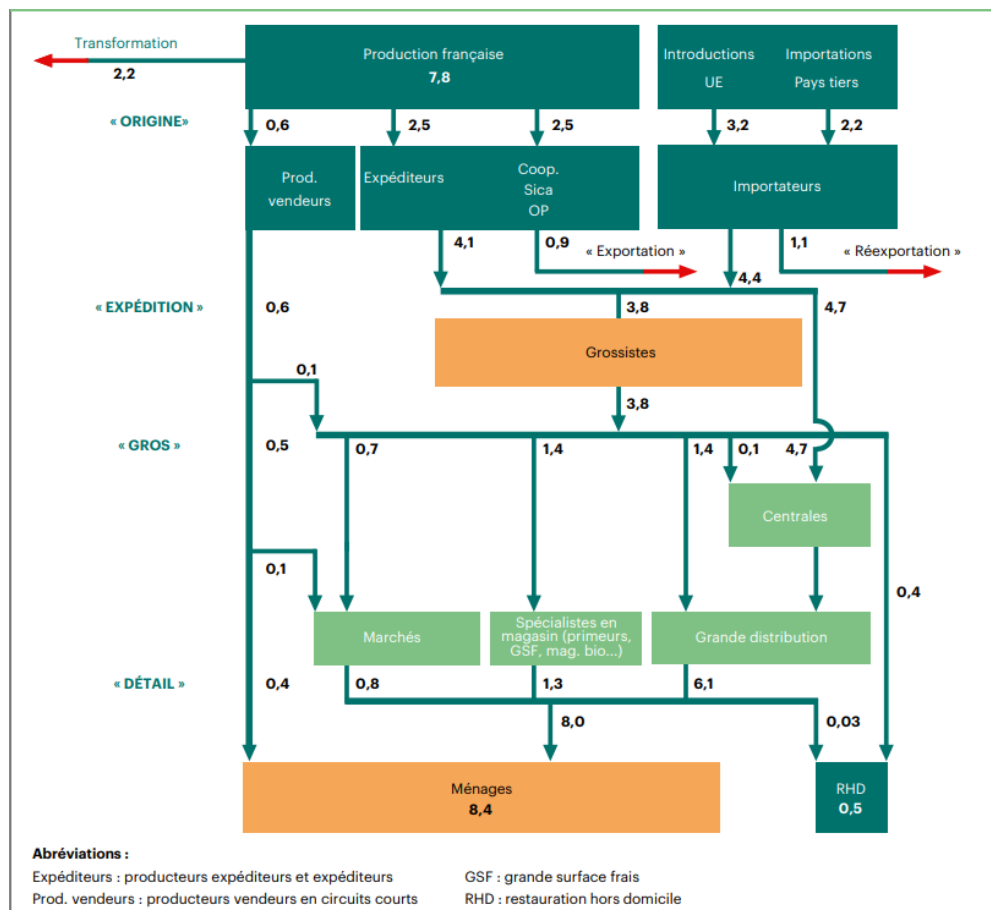 Transformation
2,2
Production française
7,8
Introductions
UE
Importations
Pays tiers
« ORIGINE»
0,6
2,5
2,5
3,2
2,2
Prod.
vendeurs
Expéditeurs
Coop.
Sica
OP
Importateurs
4,1
0,9
« Exportation »
1,1
« Réexportation »
4,4
« EXPÉDITION »
0,6
3,8
4,7
Grossistes
0,1
3,8
« GROS »
0,5
0,7
1,4
1,4
0,1
4,7
Centrales
0,1
0,4
Marchés
Spécialistes en
magasin (primeurs,
GSF, mag. bio...)
Grande distribution
« DÉTAIL »
0,4
0,8
1,3
6,1
8,0
0,03
Ménages
8,4
RHD
0,5
Abréviations :
Expéditeurs : producteurs expéditeurs et expéditeurs
GSF : grande surface frais
Prod. vendeurs : producteurs vendeurs en circuits courts
RHD : restauration hors domicile